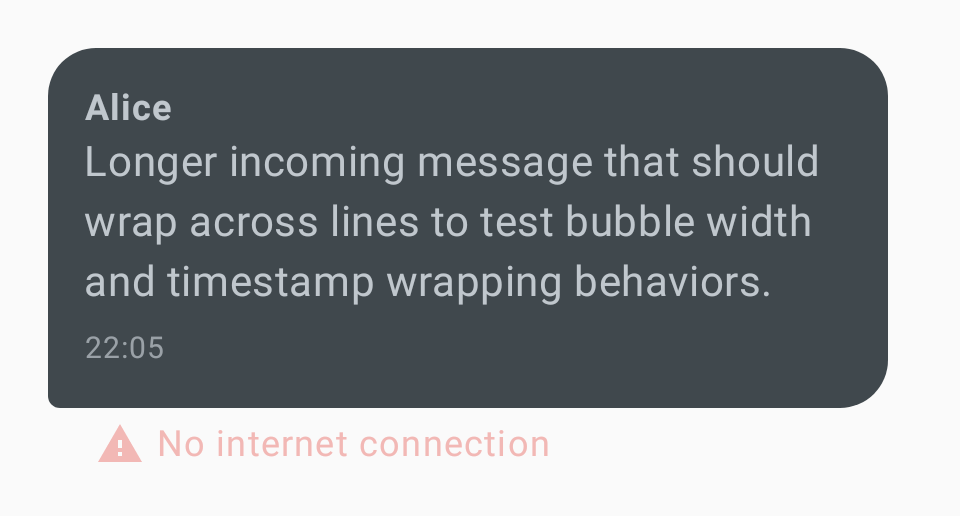 Alice
Longer incoming message that should
wrap across lines to test bubble width
and timestamp wrapping behaviors.
22:05
No internet connection